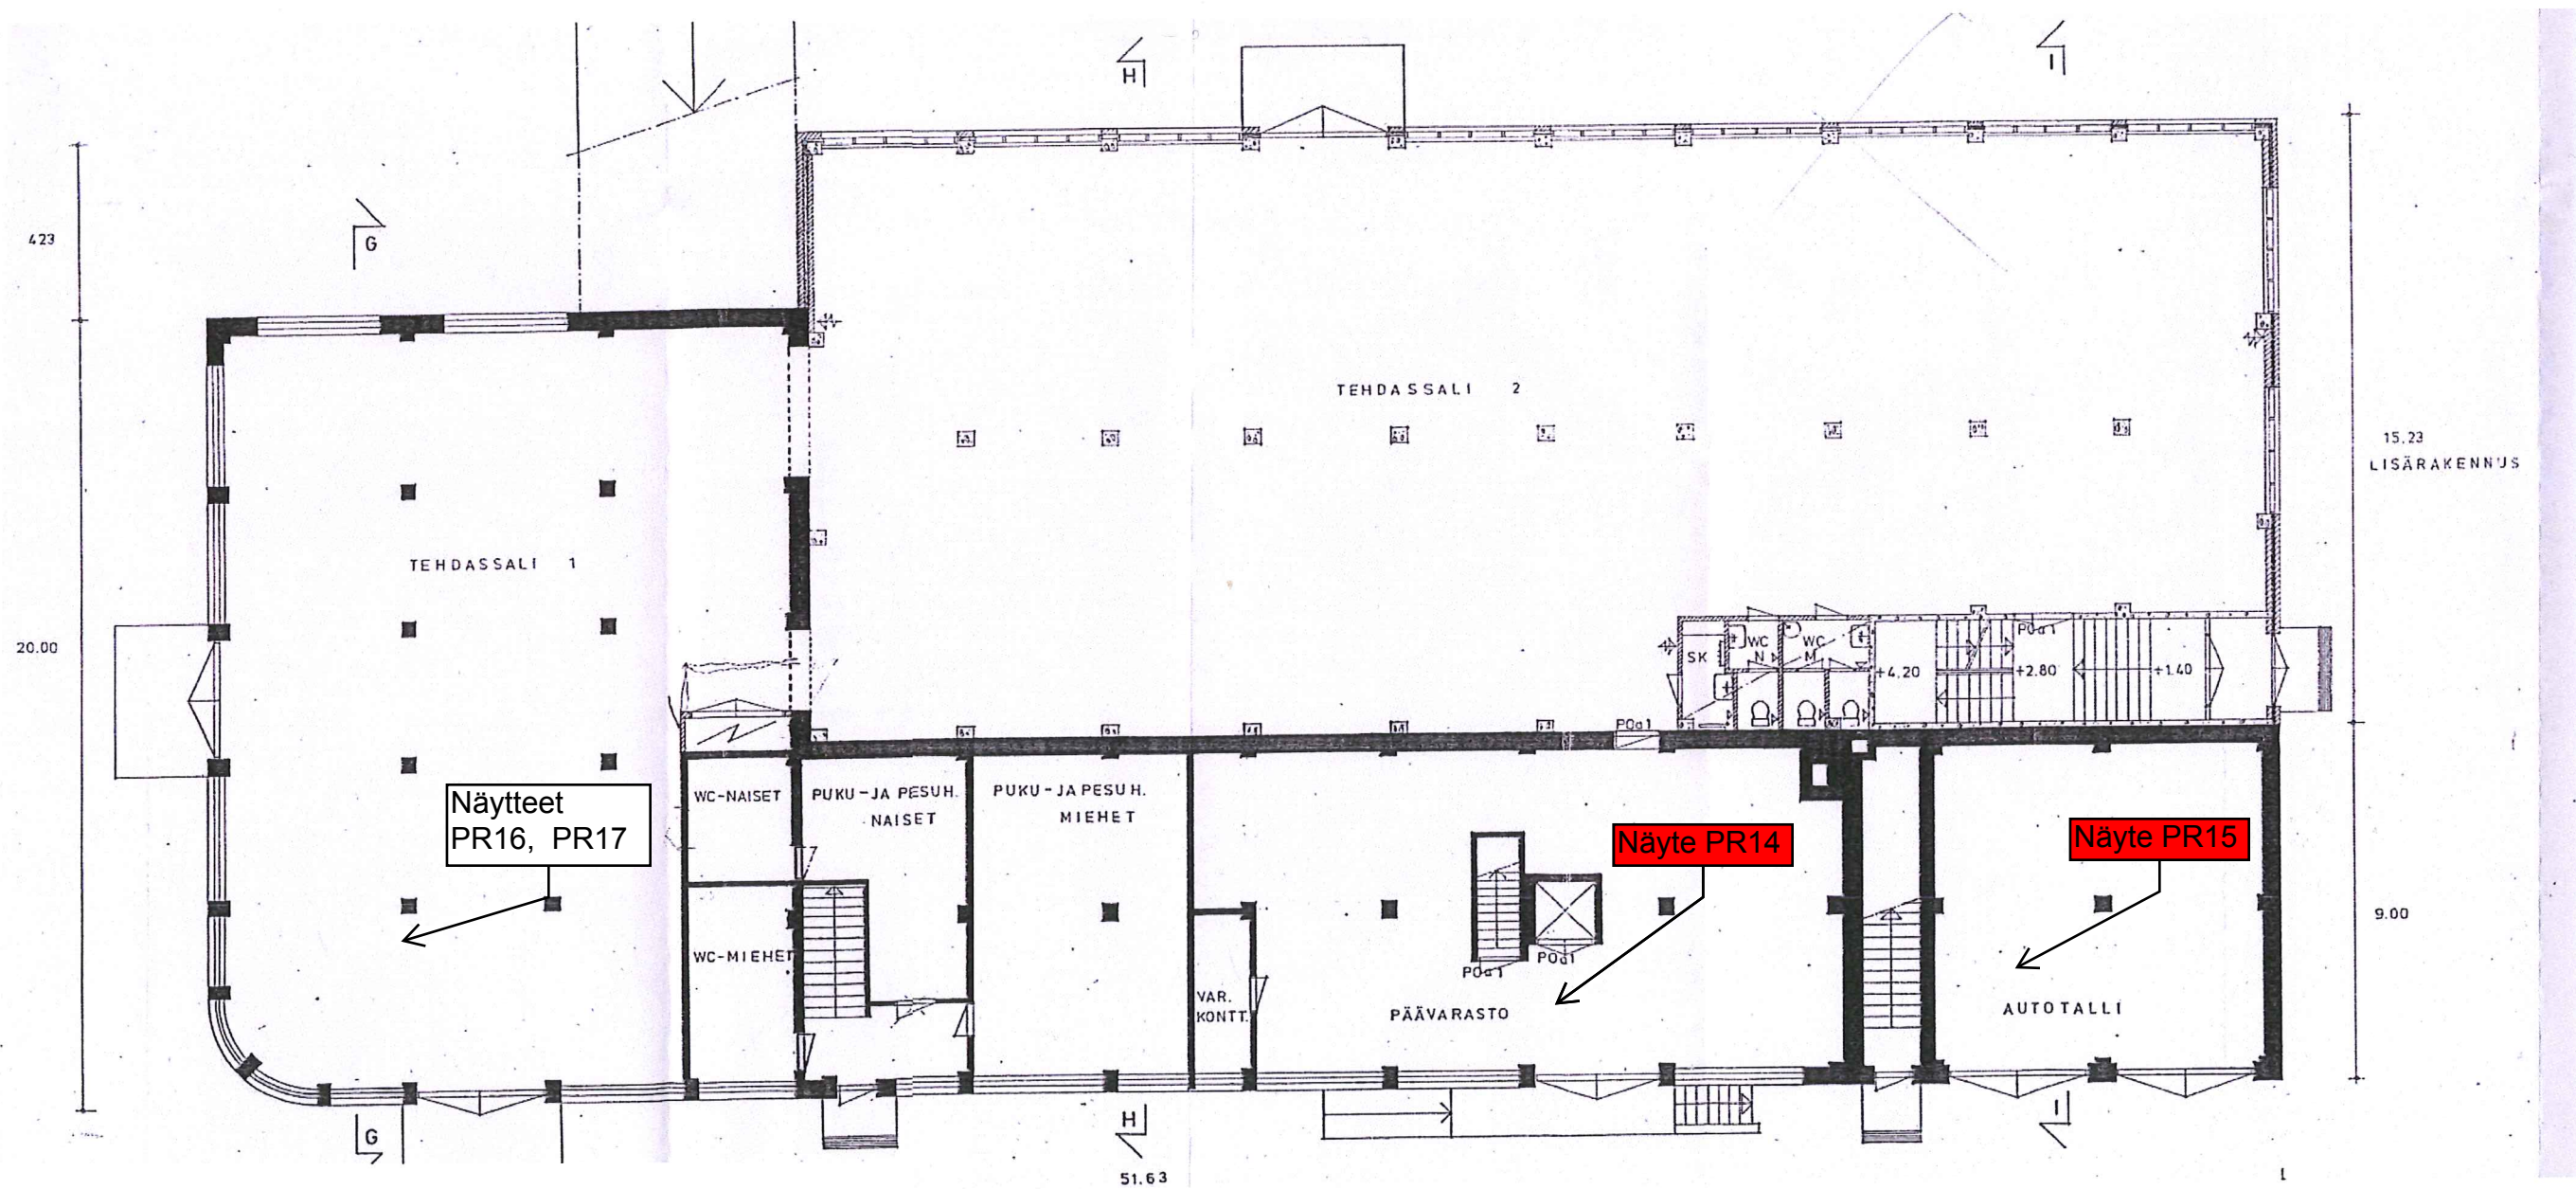 H
I
423
G
TEHDASSALI 2
15.23
LISÄRAKENNUS
TEHDASSALI 1
20.00
SK
WC
N
WC
M
+4.20
POa1
+2.80
+1.40
POa1
WC-NAISET
PUKU-JA PESUH.
NAISET
PUKU-JA PESUH.
MIEHET
Näytteet
PR16, PR17
Näyte PR14
Näyte PR15
9.00
WC-MIEHET
POa1
POa1
VAR.
KONTT.
PÄÄVARASTO
AUTOTALLI
G
H
I
51.63